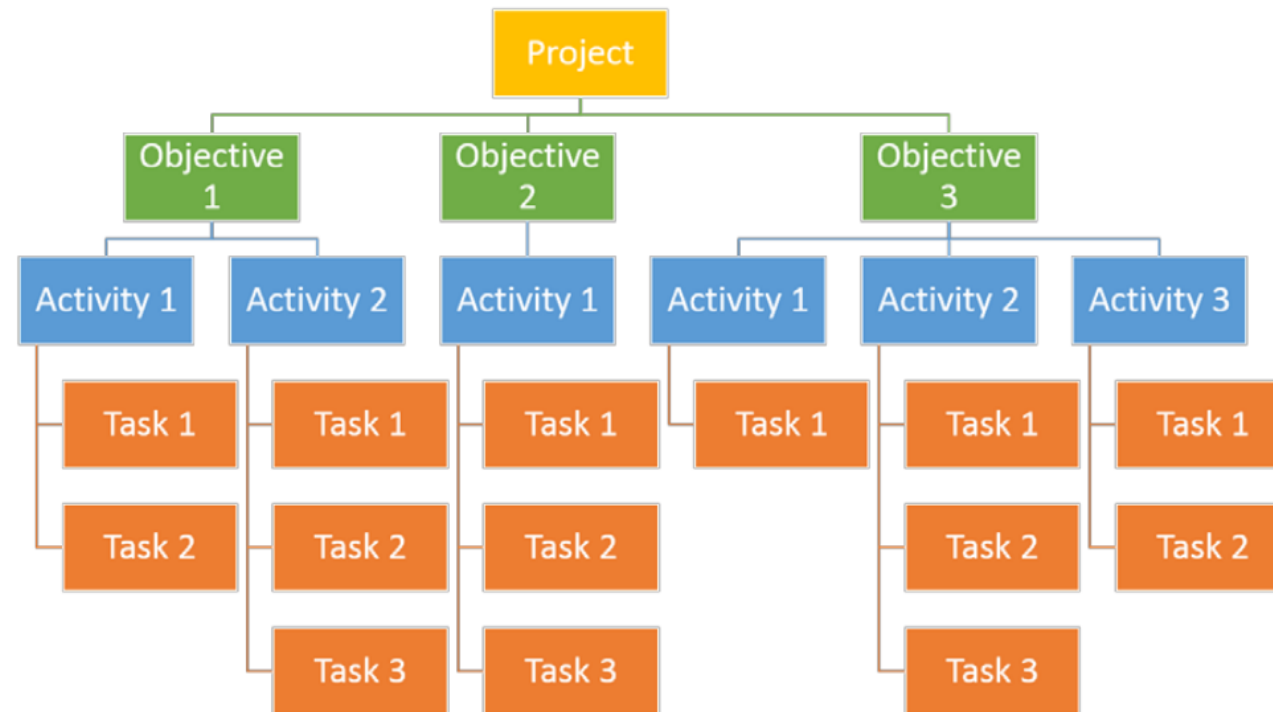 Project
Objective
1
Objective
2
Objective
3
Activity 1
Activity 2
Activity 1
Activity 1
Activity 2
Activity 3
Task 1
Task 1
Task 1
Task 1
Task 1
Task 1
Task 2
Task 2
Task 2
Task 2
Task 2
Task 3
Task 3
Task 3